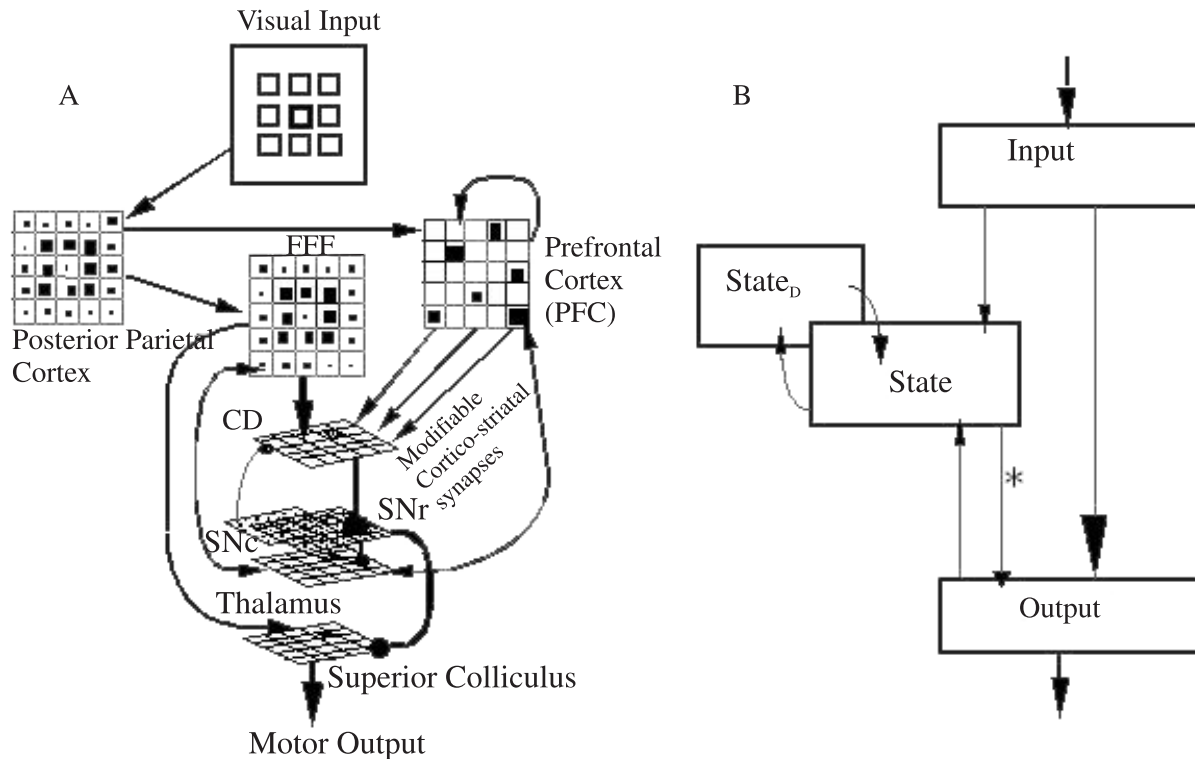 Visual Input
A
FFF
Prefrontal
Cortex
(PFC)
Posterior Parietal
Cortex
CD
Modifiable
Cortico-striatal
synapses
SNr
SNc
Thalamus
Superior Colliculus
Motor Output
B
Input
State_D
State
*
Output